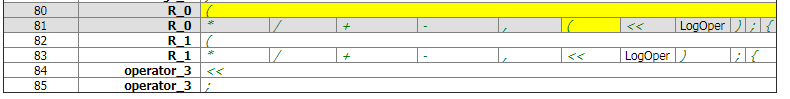 80 R_0 (
81 R_0 * / + - , ( << LogOper ) ; {
82 R_1 (
83 R_1 * / + - , << LogOper ) ; {
84 operator_3 <<
85 operator_3 ;